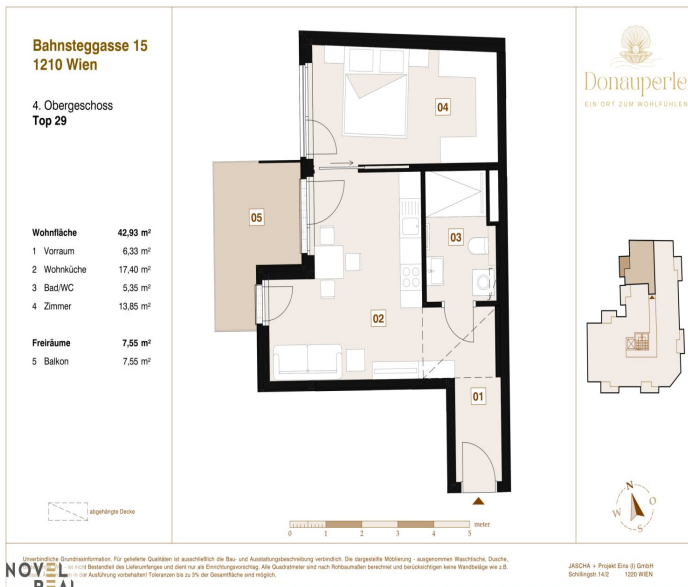 Bahnsteggasse 15
1210 Wien
4. Obergeschoss
Top 29
Wohnfläche 42,93 m²
1 Vorraum 6,33 m²
2 Wohnküche 17,40 m²
3 Bad/WC 5,35 m²
4 Zimmer 13,85 m²
Freiräume 7,55 m²
5 Balkon 7,55 m²
abgehängte Decke
04
05
03
02
01
0 1 2 3 4 5 meter
Donauperle
EIN ORT ZUM WOHLFÜHLEN
N
W O
S
Unverbindliche Grundrissinformation. Für gelieferte Qualitäten ist ausschließlich die Bau- und Ausstattungsbeschreibung verbindlich. Die dargestellte Möblierung - ausgenommen Waschtische, Dusche,
ist nicht Bestandteil des Lieferumfanges und dient nur als Einrichtungsvorschlag. Alle Quadratmeter sind nach Rohbaumaßen berechnet und berücksichtigen keine Wandbeläge wie z.B.
in der Ausführung vorbehalten! Toleranzen bis zu 3% der Gesamtfläche sind möglich.
NOVEL
REAL
JASCHA + Projekt Eins (I) GmbH
Schillingstr.14/2 1220 WIEN